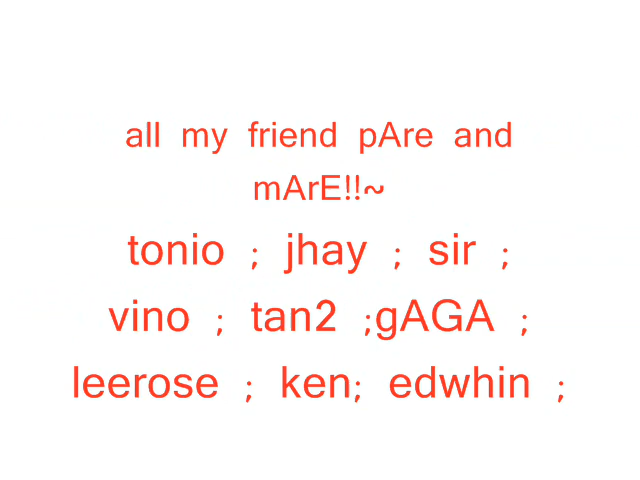 all my friend pAre and
mArE!!~
tonio ; jhay ; sir ;
vino ; tan2 ;gAGA ;
leerose ; ken; edwhin ;